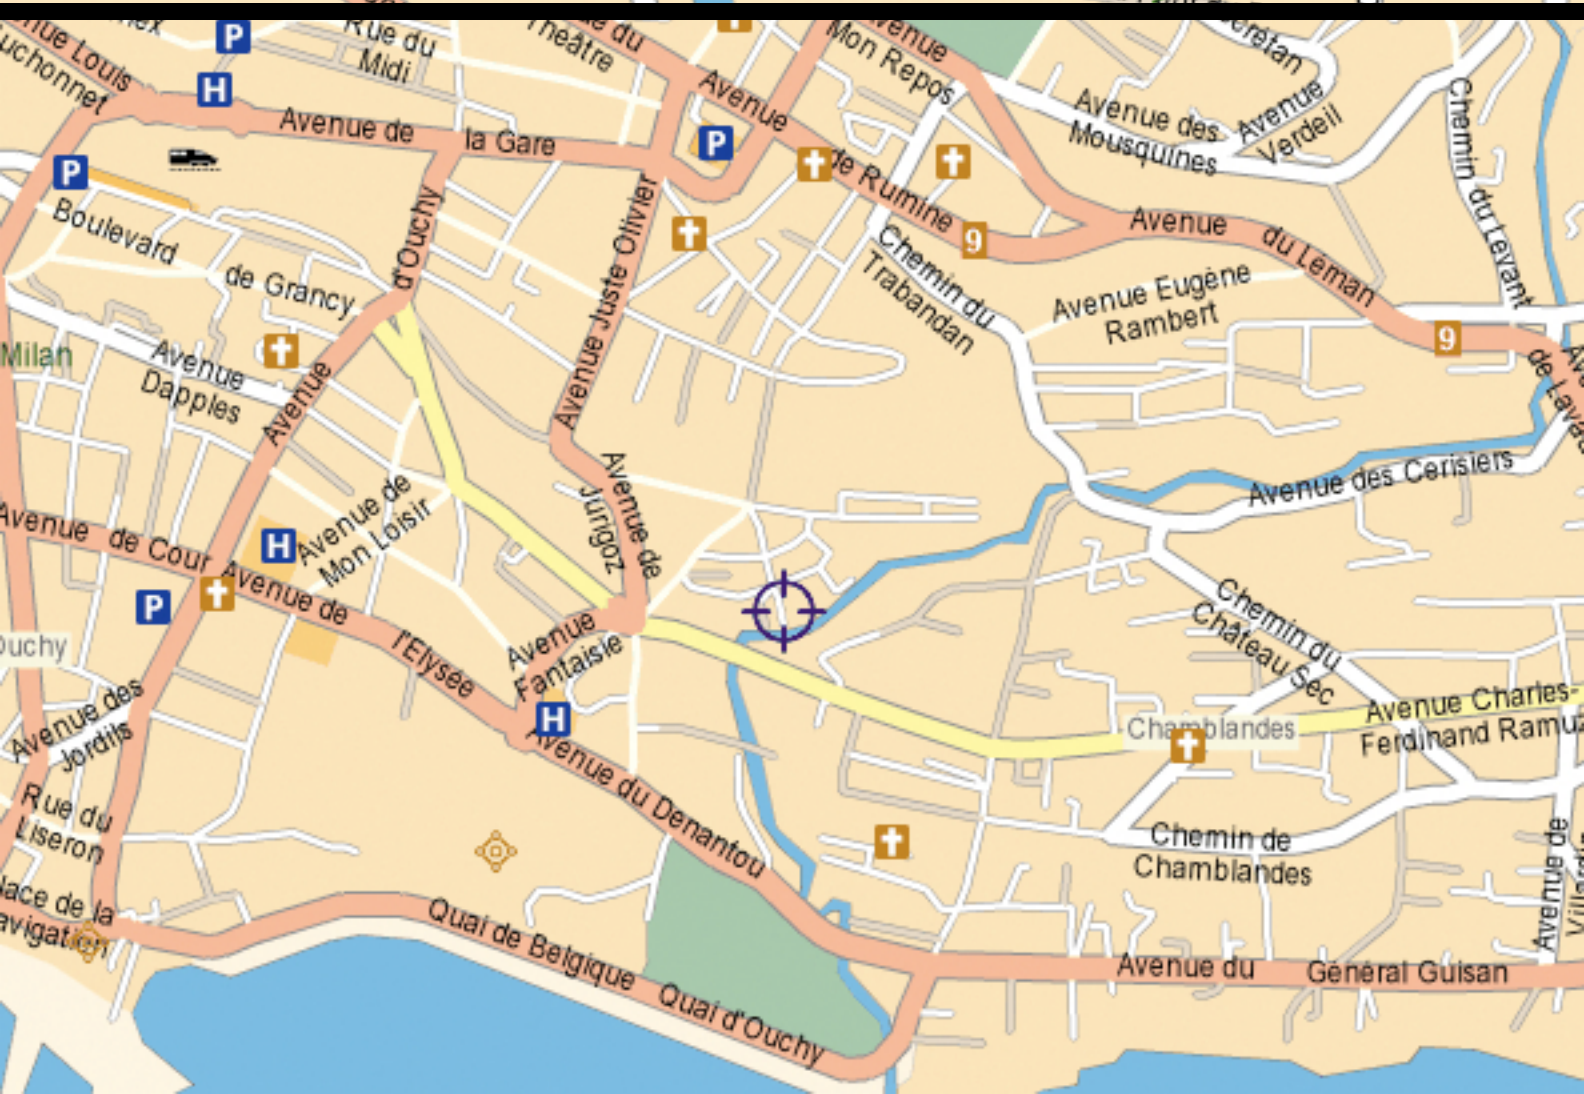 Rue du
Midi
Théâtre
Avenue
Mon Repos
Avenue de
la Gare
Avenue
de Rumine
Avenue des
Mousquines
Avenue
Verdeil
Chemin du Levant
P
H
P
P
Boulevard
de Grancy
d'Ouchy
Avenue Juste Olivier
9
Avenue
du Léman
Chemin du
Trabandan
Avenue Eugène
Rambert
9
Milan
Avenue
Dapples
Avenue
Avenue de
Jurigoz
Avenue des Cerisiers
Avenue de Cour
H
Avenue de
Mon Loisir
P
Avenue de
l'Elysée
Avenue
Fantaisie
H
Chemin du
Château Sec
Ouchy
Avenue des
Jordils
Chamblandes
Avenue Charles-
Ferdinand Ramuz
Avenue du Denantou
Rue du
Liseron
Chemin de
Chamblandes
Avenue de
Quai de Belgique
Quai d'Ouchy
Avenue du
Général Guisan